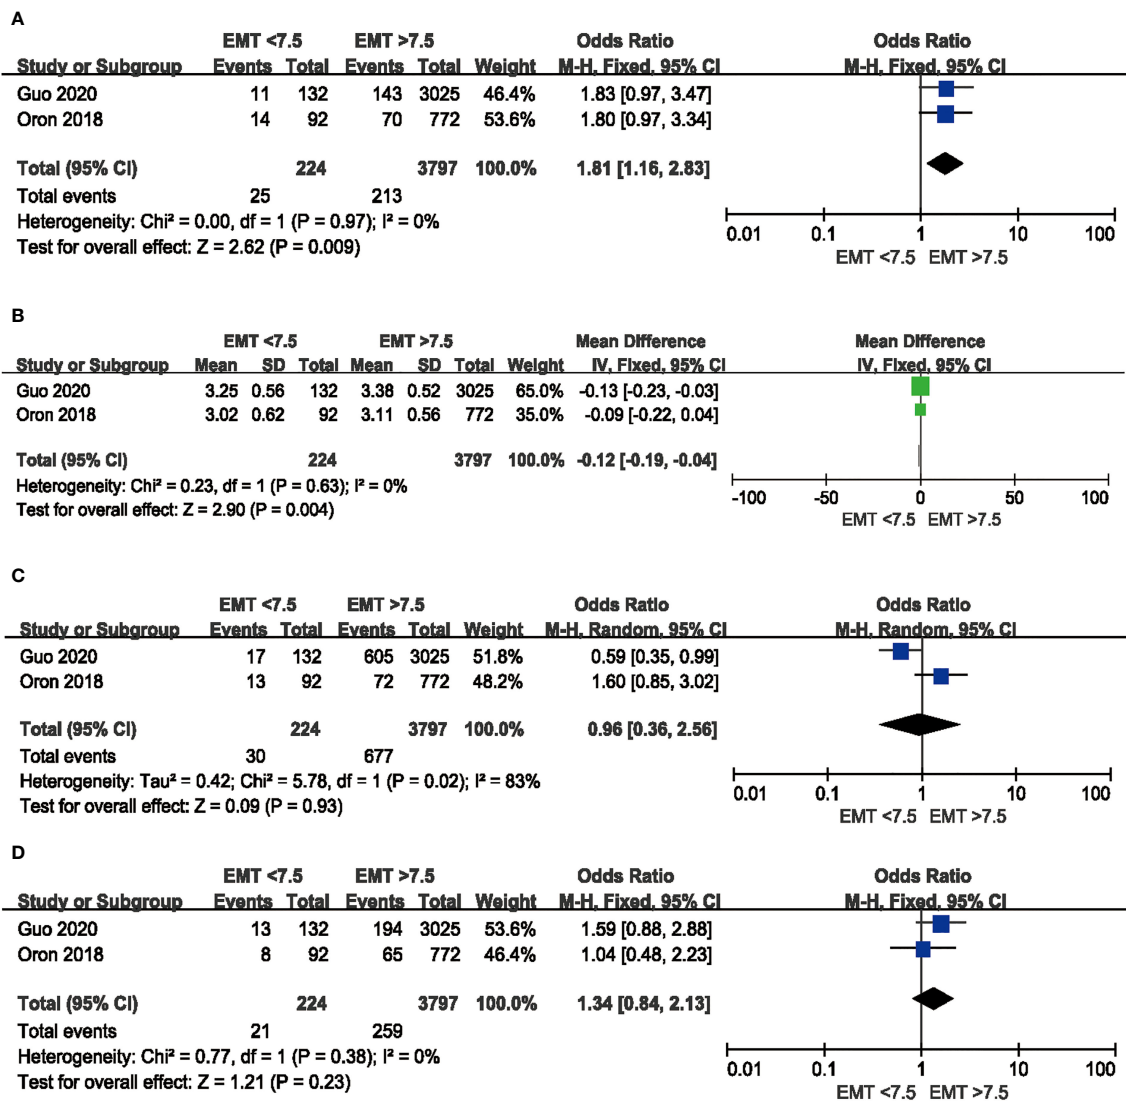 A
EMT <7.5 EMT >7.5 Odds Ratio Odds Ratio
Study or Subgroup Events Total Events Total Weight M-H, Fixed, 95% CI M-H, Fixed, 95% CI
Guo 2020 11 132 143 3025 46.4% 1.83 [0.97, 3.47]
Oron 2018 14 92 70 772 53.6% 1.80 [0.97, 3.34]
Total (95% CI) 224 3797 100.0% 1.81 [1.16, 2.83]
Total events 25 213
Heterogeneity: Chi² = 0.00, df = 1 (P = 0.97); I² = 0%
Test for overall effect: Z = 2.62 (P = 0.009)
0.01 0.1 1 10 100
EMT <7.5 EMT >7.5
B
EMT <7.5 EMT >7.5 Mean Difference Mean Difference
Study or Subgroup Mean SD Total Mean SD Total Weight IV, Fixed, 95% CI IV, Fixed, 95% CI
Guo 2020 3.25 0.56 132 3.38 0.52 3025 65.0% -0.13 [-0.23, -0.03]
Oron 2018 3.02 0.62 92 3.11 0.56 772 35.0% -0.09 [-0.22, 0.04]
Total (95% CI) 224 3797 100.0% -0.12 [-0.19, -0.04]
Heterogeneity: Chi² = 0.23, df = 1 (P = 0.63); I² = 0%
Test for overall effect: Z = 2.90 (P = 0.004)
-100 -50 0 50 100
EMT <7.5 EMT >7.5
C
EMT <7.5 EMT >7.5 Odds Ratio Odds Ratio
Study or Subgroup Events Total Events Total Weight M-H, Random, 95% CI M-H, Random, 95% CI
Guo 2020 17 132 605 3025 51.8% 0.59 [0.35, 0.99]
Oron 2018 13 92 72 772 48.2% 1.60 [0.85, 3.02]
Total (95% CI) 224 3797 100.0% 0.96 [0.36, 2.56]
Total events 30 677
Heterogeneity: Tau² = 0.42; Chi² = 5.78, df = 1 (P = 0.02); I² = 83%
Test for overall effect: Z = 0.09 (P = 0.93)
0.01 0.1 1 10 100
EMT <7.5 EMT >7.5
D
EMT <7.5 EMT >7.5 Odds Ratio Odds Ratio
Study or Subgroup Events Total Events Total Weight M-H, Fixed, 95% CI M-H, Fixed, 95% CI
Guo 2020 13 132 194 3025 53.6% 1.59 [0.88, 2.88]
Oron 2018 8 92 65 772 46.4% 1.04 [0.48, 2.23]
Total (95% CI) 224 3797 100.0% 1.34 [0.84, 2.13]
Total events 21 259
Heterogeneity: Chi² = 0.77, df = 1 (P = 0.38); I² = 0%
Test for overall effect: Z = 1.21 (P = 0.23)
0.01 0.1 1 10 100
EMT <7.5 EMT >7.5